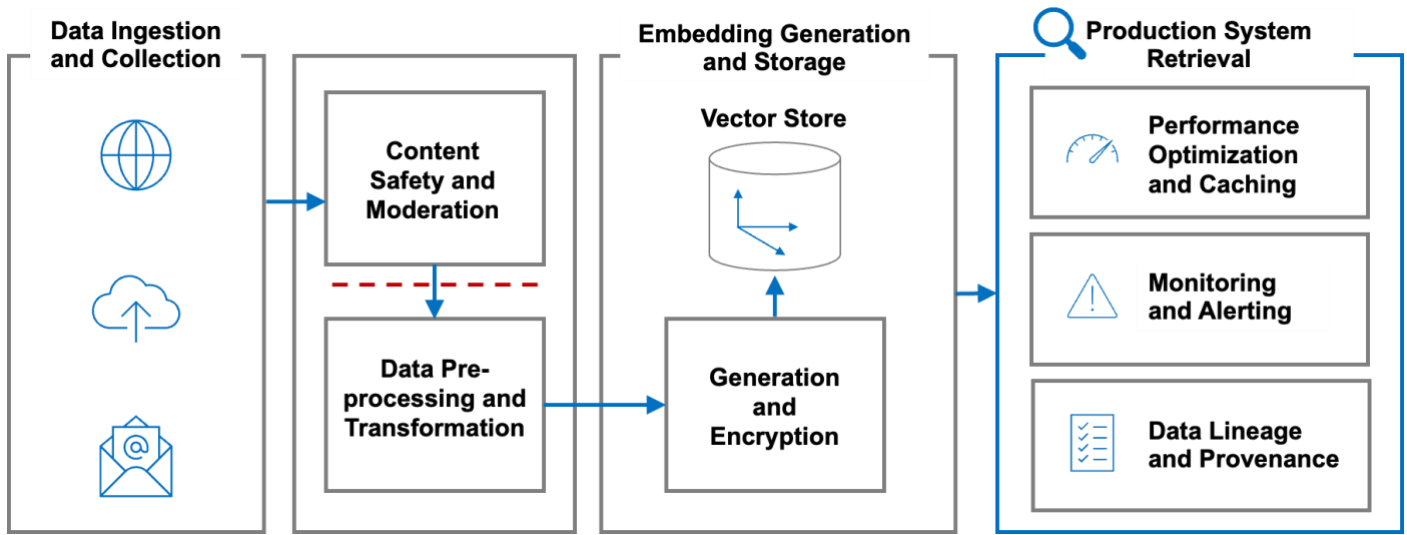 Data Ingestion
and Collection
Content
Safety and
Moderation
Data Pre-
processing and
Transformation
Embedding Generation
and Storage
Vector Store
Generation
and
Encryption
Production System
Retrieval
Performance
Optimization
and Caching
Monitoring
and Alerting
Data Lineage
and Provenance
@